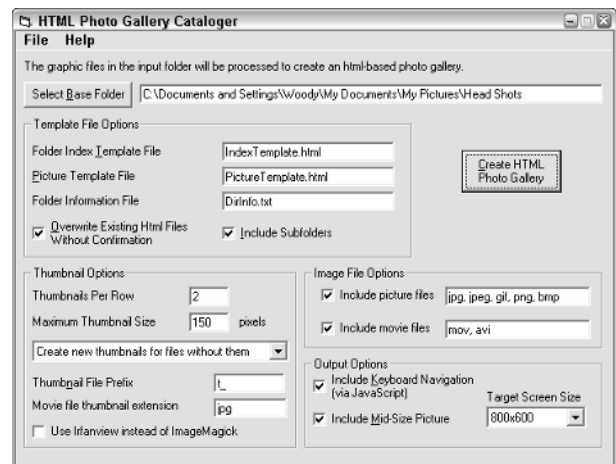 HTML Photo Gallery Cataloger
File Help
The graphic files in the input folder will be processed to create an html-based photo gallery.
Select Base Folder C:\Documents and Settings\Woody\My Documents\My Pictures\Head Shots
Template File Options
Folder Index Template File IndexTemplate.html
Picture Template File PictureTemplate.html
Folder Information File DirInfo.txt
Overwrite Existing Html Files
Without Confirmation
Include Subfolders
Create HTML
Photo Gallery
Thumbnail Options
Thumbnails Per Row 2
Maximum Thumbnail Size 150 pixels
Create new thumbnails for files without them
Thumbnail File Prefix t_
Movie file thumbnail extension jpg
Use Irfanview instead of ImageMagick
Image File Options
Include picture files jpg, jpeg, gif, png, bmp
Include movie files mov, avi
Output Options
Include Keyboard Navigation
(via JavaScript)
Include Mid-Size Picture
Target Screen Size
800x600